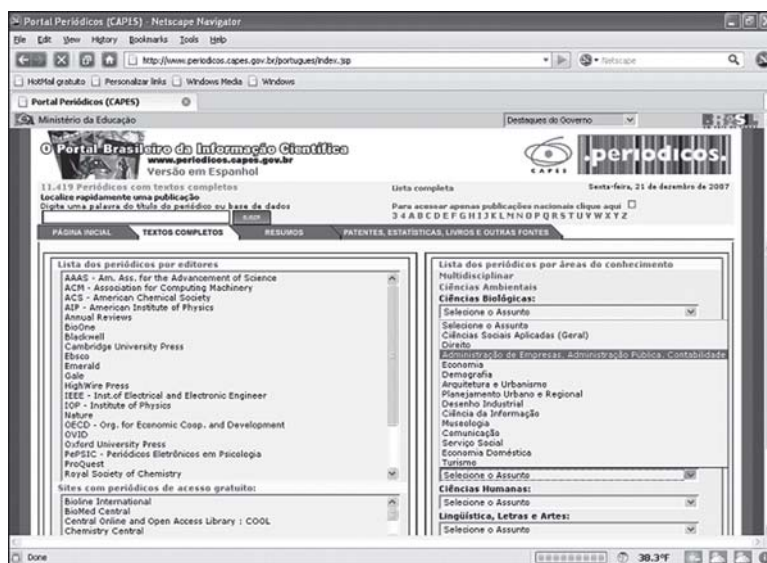 Portal Periódicos (CAPES) - Netscape Navigator
File Edit View History Bookmarks Tools Help
http://www.periodicos.capes.gov.br/portugues/index.jsp
Netscape
HotMail gratuito Personalizar links Windows Media Windows
Portal Periódicos (CAPES)
Ministério da Educação
Destaques do Governo
BRASIL
O Portal Brasileiro da Informação Científica
www.periodicos.capes.gov.br
Versão em Espanhol
CAPES
.periodicos.
11.419 Periódicos com textos completos
Lista completa
Sexta-feira, 21 de dezembro de 2007
Localize rapidamente uma publicação
Digite uma palavra do título do periódico ou base de dados
Para acessar apenas publicações nacionais clique aqui
3 4 A B C D E F G H I J K L M N O P Q R S T U V W X Y Z
PÁGINA INICIAL TEXTOS COMPLETOS RESUMOS PATENTES, ESTATÍSTICAS, LIVROS E OUTRAS FONTES
Lista dos periódicos por editores
AAAS - Am. Ass. for the Advancement of Science
ACM - Association for Computing Machinery
ACS - American Chemical Society
AIP - American Institute of Physics
Annual Reviews
BioOne
Blackwell
Cambridge University Press
Ebsco
Emerald
Gale
HighWire Press
IEEE - Inst.of Electrical and Electronic Engineer
IOP - Institute of Physics
Nature
OECD - Org. for Economic Coop. and Development
OVID
Oxford University Press
PePSIC - Periódicos Eletrônicos em Psicologia
ProQuest
Royal Society of Chemistry
Sites com periódicos de acesso gratuito:
Bioline International
BioMed Central
Central Online and Open Access Library : COOL
Chemistry Central
Lista dos periódicos por áreas do conhecimento
Multidisciplinar
Ciências Ambientais
Ciências Biológicas:
Selecione o Assunto
Selecione o Assunto
Ciências Sociais Aplicadas (Geral)
Direito
Administração de Empresas, Administração Pública, Contabilidade
Economia
Demografia
Arquitetura e Urbanismo
Planejamento Urbano e Regional
Desenho Industrial
Ciência da Informação
Museologia
Comunicação
Serviço Social
Economia Doméstica
Turismo
Selecione o Assunto
Ciências Humanas:
Selecione o Assunto
Lingüística, Letras e Artes:
Selecione o Assunto
Done
38.3°F